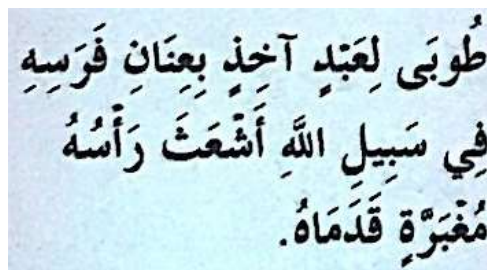 طُوبَى لِعَبْدٍ آخِذٍ بِعِنَانِ فَرَسِهِ
فِي سَبِيلِ اللَّهِ أَشْعَثَ رَأْسُهُ
مُغْبَرَّةٍ قَدَمَاهُ.